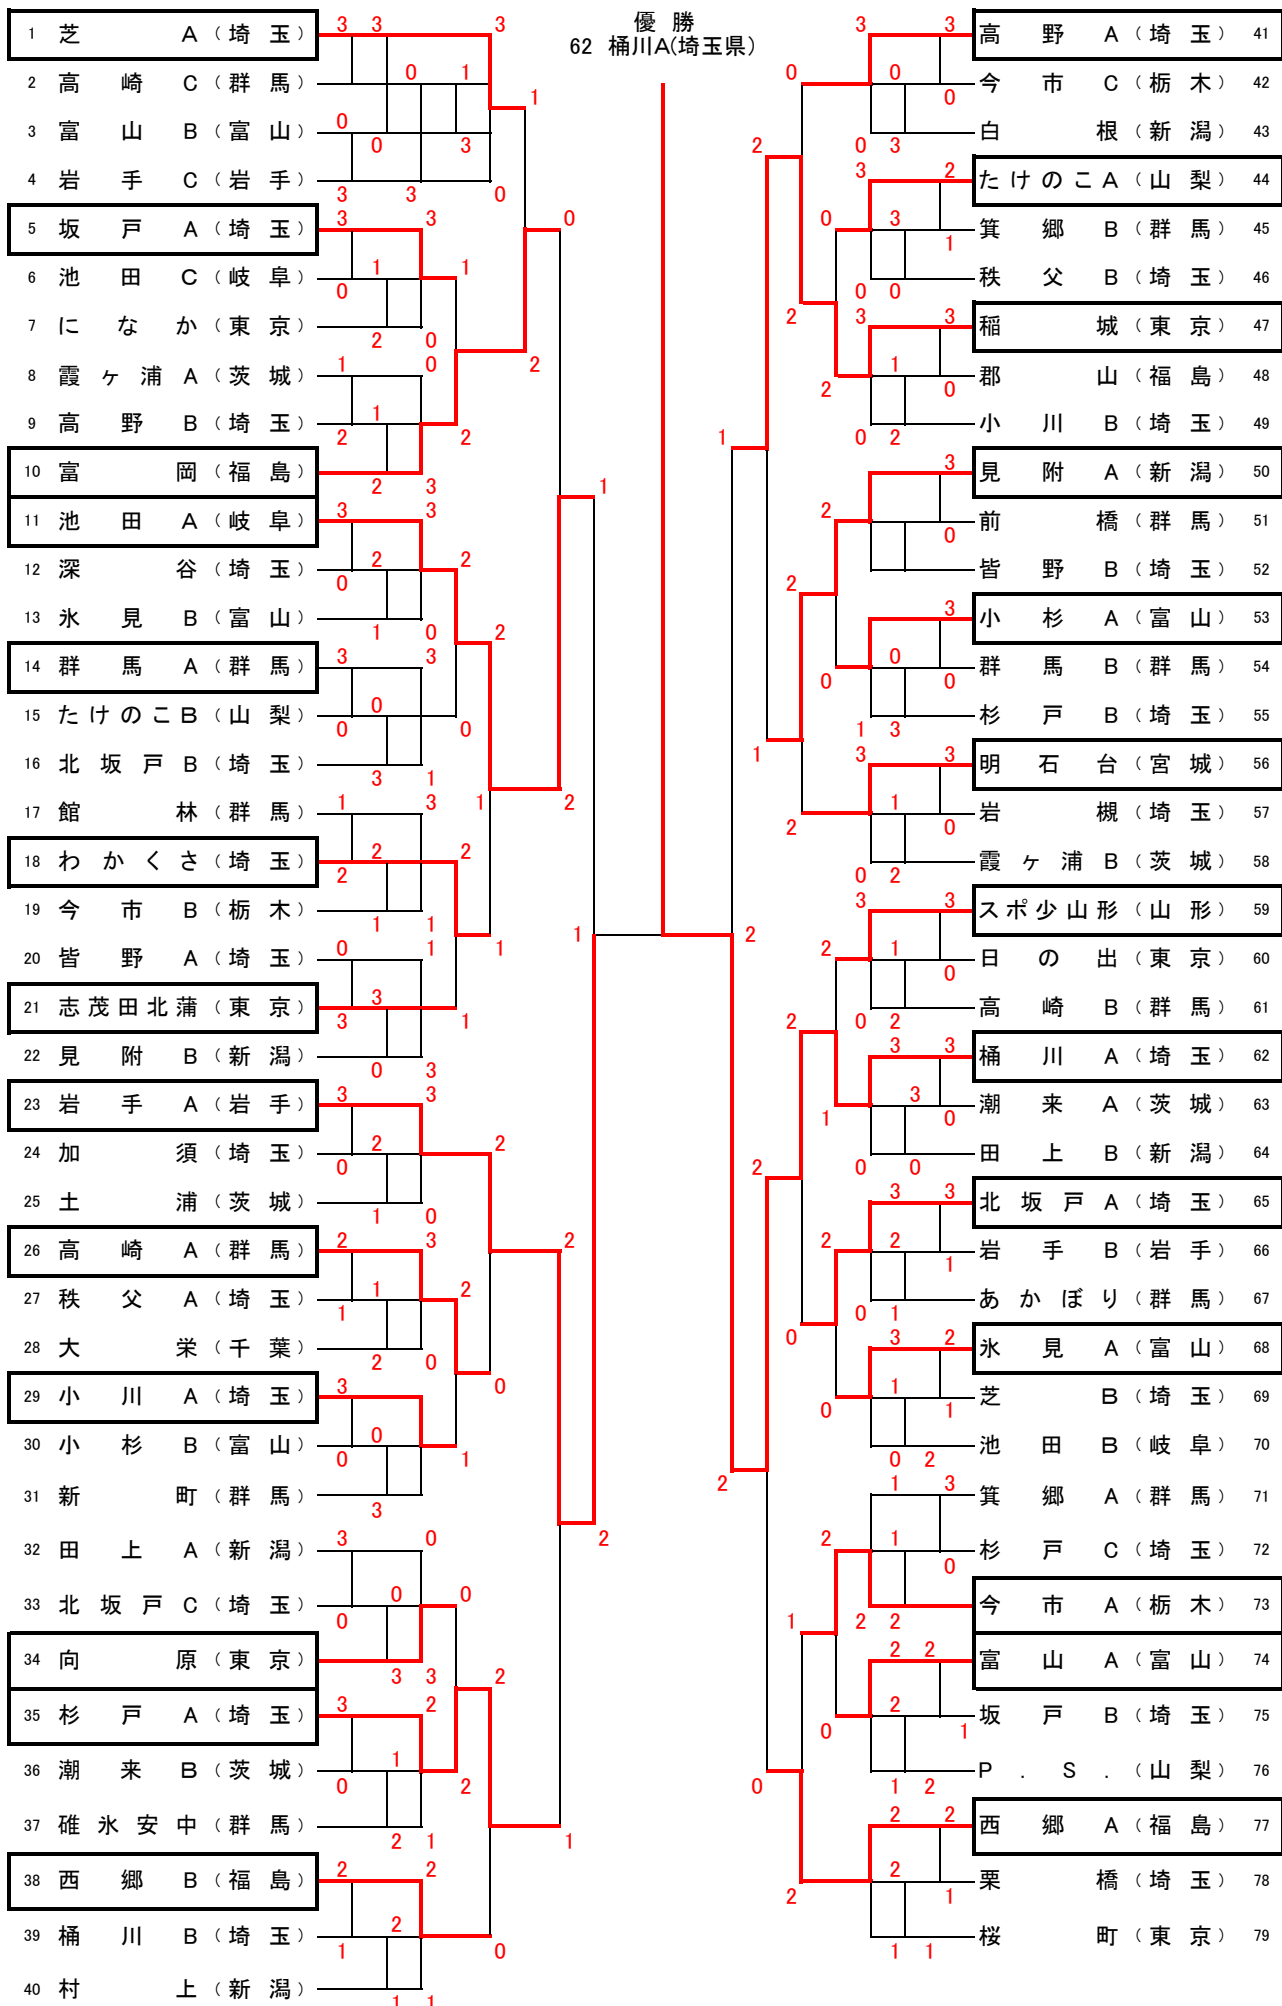 優勝
62 桶川A(埼玉県)
1 芝 A (埼玉)
2 高崎 C (群馬)
3 富山 B (富山)
4 岩手 C (岩手)
5 坂戸 A (埼玉)
6 池田 C (岐阜)
7 になか (東京)
8 霞ヶ浦 A (茨城)
9 高野 B (埼玉)
10 富岡 (福島)
11 池田 A (岐阜)
12 深谷 (埼玉)
13 氷見 B (富山)
14 群馬 A (群馬)
15 たけのこB (山梨)
16 北坂戸 B (埼玉)
17 館林 (群馬)
18 わかくさ (埼玉)
19 今市 B (栃木)
20 皆野 A (埼玉)
21 志茂田北蒲 (東京)
22 見附 B (新潟)
23 岩手 A (岩手)
24 加須 (埼玉)
25 土浦 (茨城)
26 高崎 A (群馬)
27 秩父 A (埼玉)
28 大栄 (千葉)
29 小川 A (埼玉)
30 小杉 B (富山)
31 新町 (群馬)
32 田上 A (新潟)
33 北坂戸 C (埼玉)
34 向原 (東京)
35 杉戸 A (埼玉)
36 潮来 B (茨城)
37 碓氷安中 (群馬)
38 西郷 B (福島)
39 桶川 B (埼玉)
40 村上 (新潟)
高野 A (埼玉) 41
今市 C (栃木) 42
白根 (新潟) 43
たけのこA (山梨) 44
箕郷 B (群馬) 45
秩父 B (埼玉) 46
稲城 (東京) 47
郡山 (福島) 48
小川 B (埼玉) 49
見附 A (新潟) 50
前橋 (群馬) 51
皆野 B (埼玉) 52
小杉 A (富山) 53
群馬 B (群馬) 54
杉戸 B (埼玉) 55
明石台 (宮城) 56
岩槻 (埼玉) 57
霞ヶ浦 B (茨城) 58
スポ少山形 (山形) 59
日の出 (東京) 60
高崎 B (群馬) 61
桶川 A (埼玉) 62
潮来 A (茨城) 63
田上 B (新潟) 64
北坂戸 A (埼玉) 65
岩手 B (岩手) 66
あかぼり (群馬) 67
氷見 A (富山) 68
芝 B (埼玉) 69
池田 B (岐阜) 70
箕郷 A (群馬) 71
杉戸 C (埼玉) 72
今市 A (栃木) 73
富山 A (富山) 74
坂戸 B (埼玉) 75
P．S． (山梨) 76
西郷 A (福島) 77
栗橋 (埼玉) 78
桜町 (東京) 79